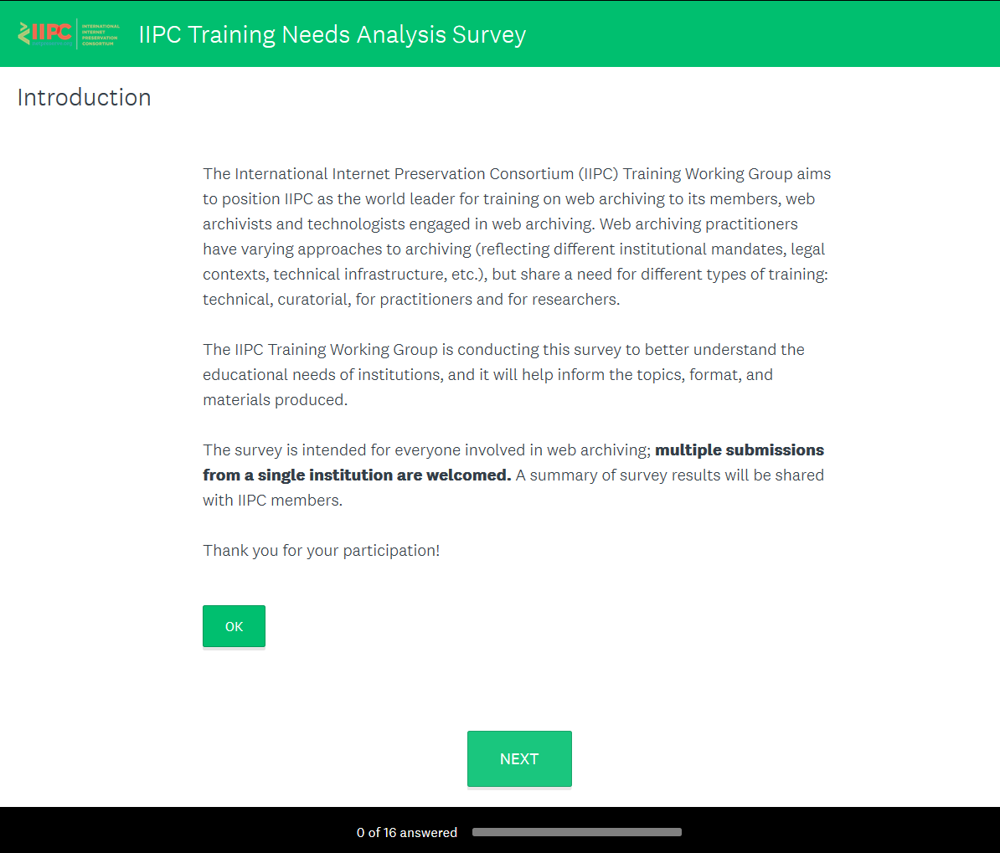 IIPC
INTERNATIONAL
INTERNET
PRESERVATION
CONSORTIUM
IIPC Training Needs Analysis Survey
Introduction
The International Internet Preservation Consortium (IIPC) Training Working Group aims
to position IIPC as the world leader for training on web archiving to its members, web
archivists and technologists engaged in web archiving. Web archiving practitioners
have varying approaches to archiving (reflecting different institutional mandates, legal
contexts, technical infrastructure, etc.), but share a need for different types of training:
technical, curatorial, for practitioners and for researchers.
The IIPC Training Working Group is conducting this survey to better understand the
educational needs of institutions, and it will help inform the topics, format, and
materials produced.
The survey is intended for everyone involved in web archiving; multiple submissions
from a single institution are welcomed. A summary of survey results will be shared
with IIPC members.
Thank you for your participation!
OK
NEXT
0 of 16 answered